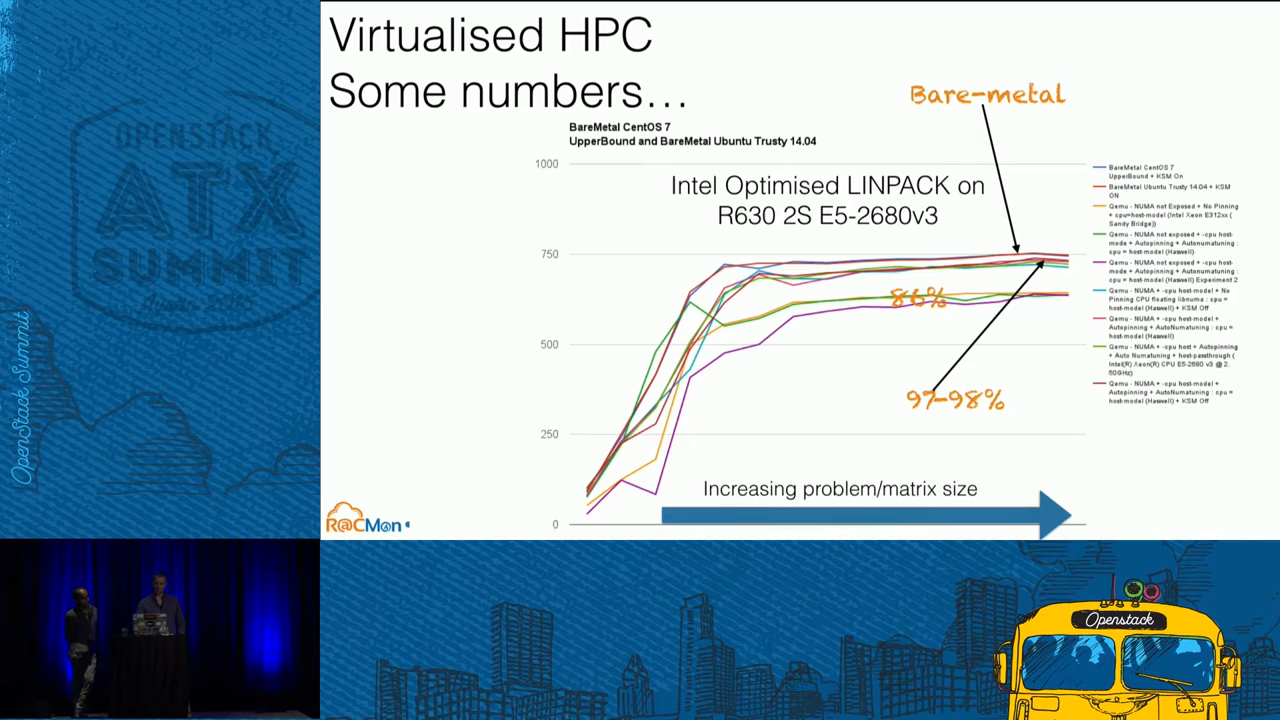 Virtualised HPC
Some numbers...
Bare-metal
BareMetal CentOS 7
UpperBound and BareMetal Ubuntu Trusty 14.04
1000
750
500
250
0
Intel Optimised LINPACK on
R630 2S E5-2680v3
86%
97-98%
Increasing problem/matrix size
BareMetal CentOS 7
UpperBound + KSM On
BareMetal Ubuntu Trusty 14.04 + KSM
ON
Qemu - NUMA not Exposed + No Pinning
+ cpu=host-model (Intel Xeon E312xx (
Sandy Bridge))
Qemu - NUMA not exposed + -cpu host-
mode + Autopinning + Autonumatuning :
cpu = host-model (Haswell)
Qemu - NUMA not exposed + -cpu host-
mode + Autopinning + Autonumatuning :
cpu = host-model (Haswell) Experiment 2
Qemu - NUMA + -cpu host-model + No
Pinning CPU floating libnuma : cpu =
host-model (Haswell) + KSM Off
Qemu - NUMA + -cpu host-model +
Autopinning + AutoNumatuning : cpu =
host-model (Haswell)
Qemu - NUMA + -cpu host + Autopinning
+ Auto Numatuning + host-passthrough (
Intel(R) Xeon(R) CPU E5-2680 v3 @ 2.
50GHz)
Qemu - NUMA + -cpu host-model +
Autopinning + AutoNumatuning : cpu =
host-model (Haswell) + KSM Off
R@CMon
OPENSTACK
ATX
OpenStack Summit
Openstack